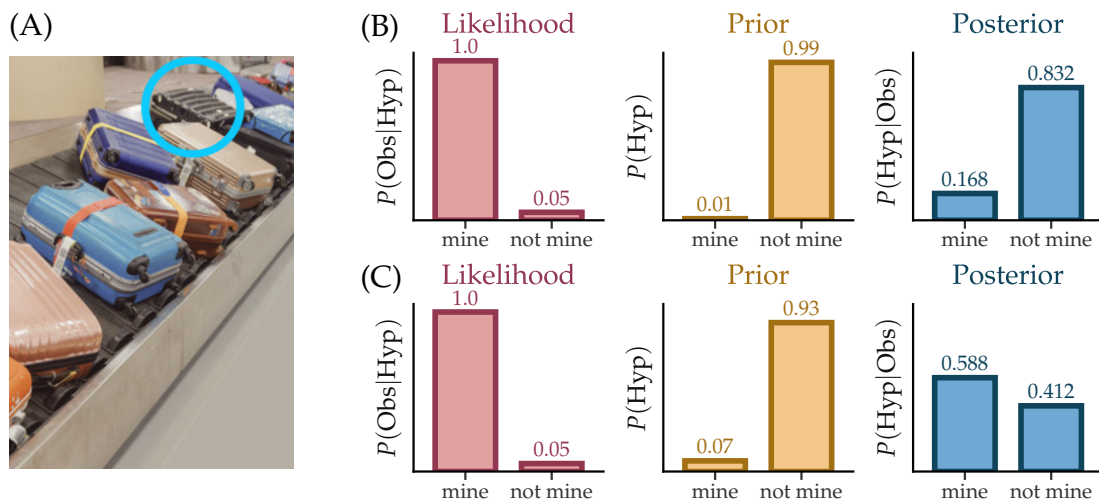 (A)
(B)
Likelihood
Prior
Posterior
P(Obs|Hyp)
1.0
0.05
mine
not mine
P(Hyp)
0.01
0.99
mine
not mine
P(Hyp|Obs)
0.168
0.832
mine
not mine
(C)
Likelihood
Prior
Posterior
P(Obs|Hyp)
1.0
0.05
mine
not mine
P(Hyp)
0.07
0.93
mine
not mine
P(Hyp|Obs)
0.588
0.412
mine
not mine